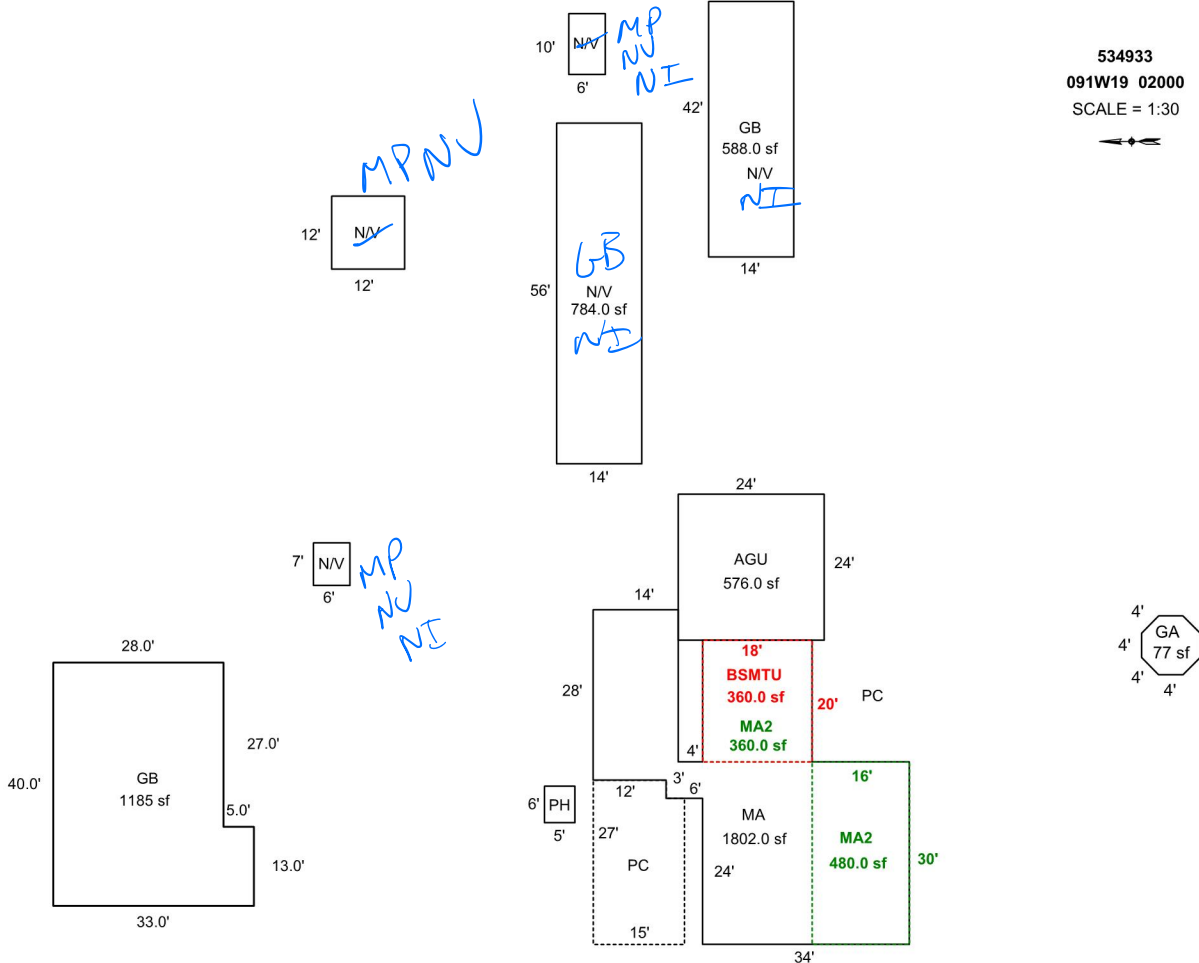 534933
091W19 02000
SCALE = 1:30
10'
N/V
6'
MP
NV
NI
42'
GB
588.0 sf
N/V
NI
14'
MPNV
12'
N/V
12'
56'
GB
N/V
784.0 sf
NI
14'
7'
N/V
6'
MP
NV
NI
24'
AGU
576.0 sf
24'
14'
28'
18'
BSMTU
360.0 sf
MA2
360.0 sf
20'
PC
4'
4'
4'
4'
4'
GA
77 sf
28.0'
27.0'
40.0'
GB
1185 sf
5.0'
13.0'
33.0'
6'
PH
5'
12'
3'
6'
27'
PC
15'
MA
1802.0 sf
24'
34'
16'
MA2
480.0 sf
30'